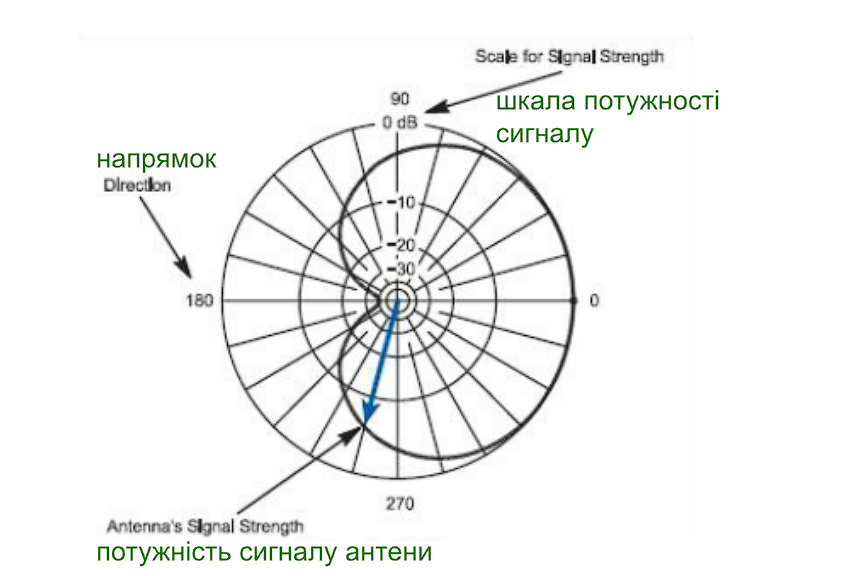 Scale for Signal Strength
шкала потужності
сигналу
90
0 dB
напрямок
Direction
-10
-20
-30
180
0
270
Antenna's Signal Strength
потужність сигналу антени